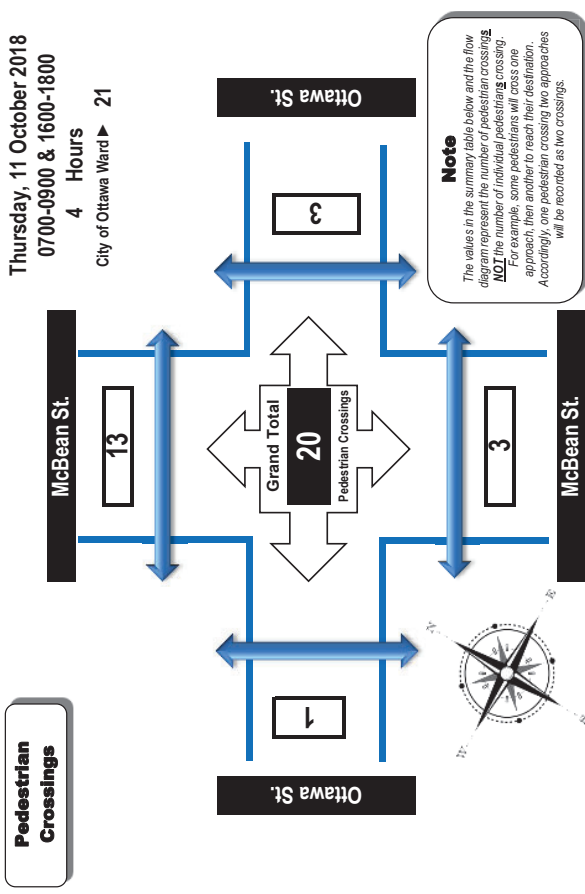 Pedestrian
Crossings
Thursday, 11 October 2018
0700-0900 & 1600-1800
4 Hours
City of Ottawa Ward ► 21
McBean St.
13
Ottawa St.
1
Grand Total
20
Pedestrian Crossings
3
Ottawa St.
3
McBean St.
N
E
S
W
Note
The values in the summary table below and the flow
diagram represent the number of pedestrian crossings
NOT the number of individual pedestrians crossing.
For example, some pedestrians will cross one
approach, then another to reach their destination.
Accordingly, one pedestrian crossing two approaches
will be recorded as two crossings.